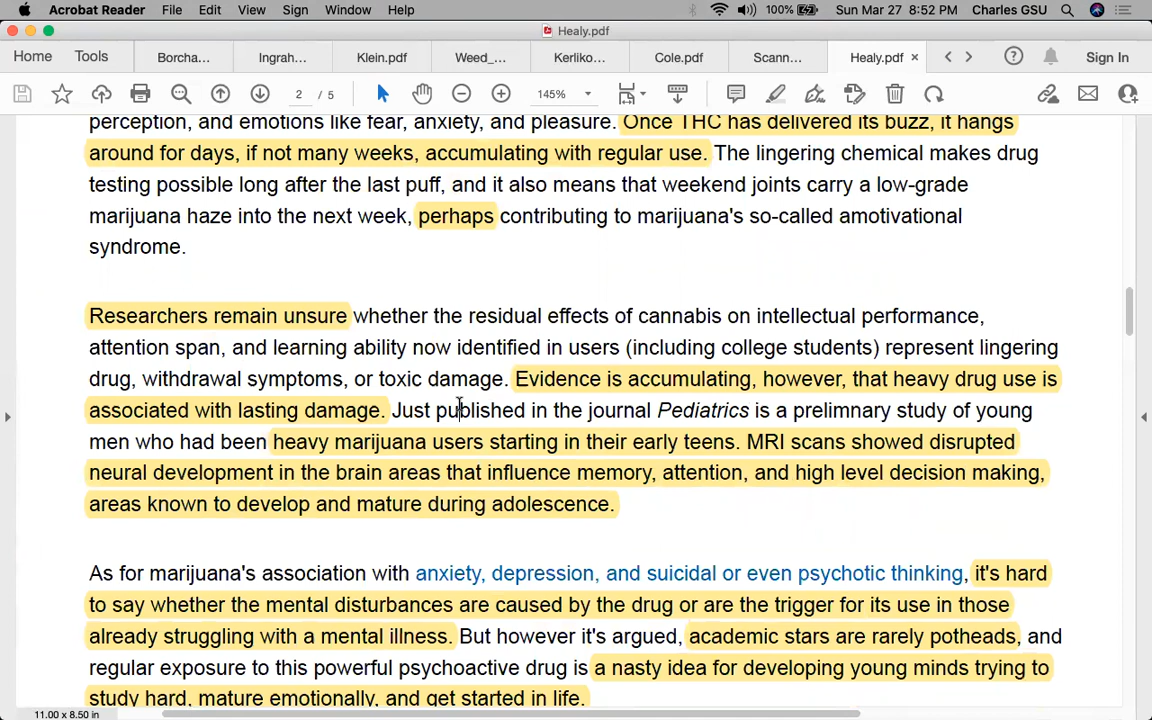 Acrobat Reader File Edit View Sign Window Help 100% Sun Mar 27 8:52 PM Charles GSU
Healy.pdf
Home Tools Borcha... Ingrah... Klein.pdf Weed_... Kerliko... Cole.pdf Scann... Healy.pdf × Sign In
2 / 5 145%
perception, and emotions like fear, anxiety, and pleasure. Once THC has delivered its buzz, it hangs
around for days, if not many weeks, accumulating with regular use. The lingering chemical makes drug
testing possible long after the last puff, and it also means that weekend joints carry a low-grade
marijuana haze into the next week, perhaps contributing to marijuana's so-called amotivational
syndrome.
Researchers remain unsure whether the residual effects of cannabis on intellectual performance,
attention span, and learning ability now identified in users (including college students) represent lingering
drug, withdrawal symptoms, or toxic damage. Evidence is accumulating, however, that heavy drug use is
associated with lasting damage. Just published in the journal Pediatrics is a prelimnary study of young
men who had been heavy marijuana users starting in their early teens. MRI scans showed disrupted
neural development in the brain areas that influence memory, attention, and high level decision making,
areas known to develop and mature during adolescence.
As for marijuana's association with anxiety, depression, and suicidal or even psychotic thinking, it's hard
to say whether the mental disturbances are caused by the drug or are the trigger for its use in those
already struggling with a mental illness. But however it's argued, academic stars are rarely potheads, and
regular exposure to this powerful psychoactive drug is a nasty idea for developing young minds trying to
study hard, mature emotionally, and get started in life.
11.00 x 8.50 in